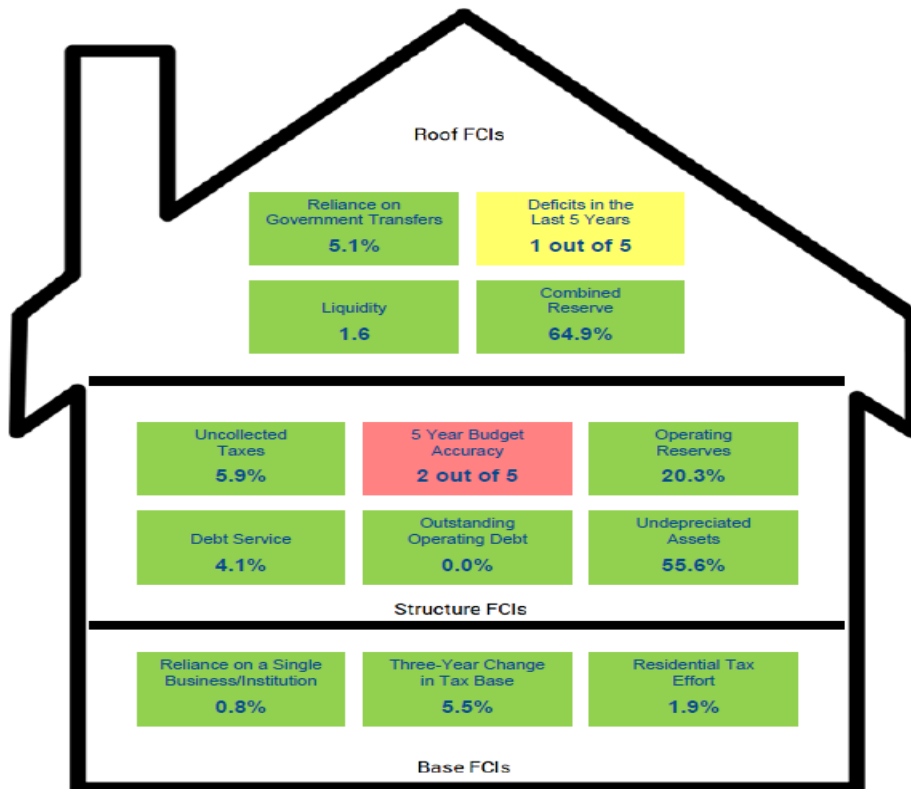 Roof FCIs
Reliance on
Government Transfers
5.1%
Deficits in the
Last 5 Years
1 out of 5
Liquidity
1.6
Combined
Reserve
64.9%
Uncollected
Taxes
5.9%
5 Year Budget
Accuracy
2 out of 5
Operating
Reserves
20.3%
Debt Service
4.1%
Outstanding
Operating Debt
0.0%
Undepreciated
Assets
55.6%
Structure FCIs
Reliance on a Single
Business/Institution
0.8%
Three-Year Change
in Tax Base
5.5%
Residential Tax
Effort
1.9%
Base FCIs